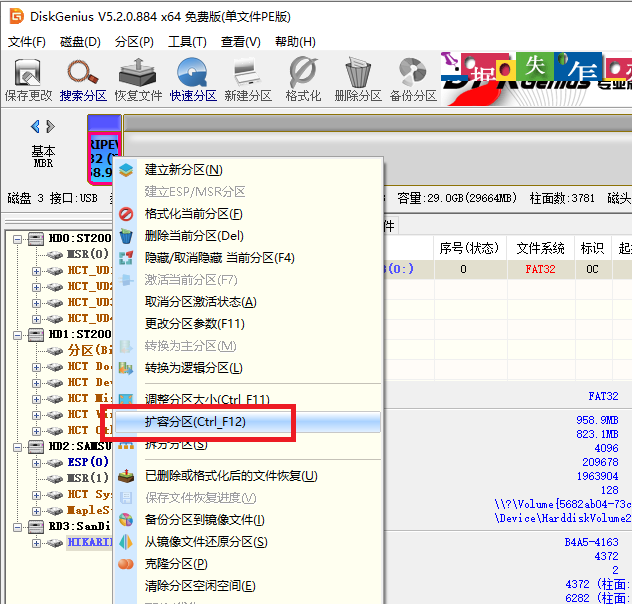 DiskGenius V5.2.0.884 x64 免费版(单文件PE版)
文件(F) 磁盘(D) 分区(P) 工具(T) 查看(V) 帮助(H)
保存更改 搜索分区 恢复文件 快速分区 新建分区 格式化 删除分区 备份分区
据 失 怎
基本
MBR
磁盘 3 接口:USB
容量:29.0GB(29664MB) 柱面数:3781 磁头
HD0:ST200
MSR(0)
HCT_UD
HCT_UD
HCT_UD
HCT_UD
HD1:ST200
分区(Bi
HCT Do
HCT De
HCT Mi
HCT Vi
HCT Ot
HD2:SAMSU
ESP(0)
MSR(1)
HCT Sy
MapleS
RD3:SanDi
HIKARI
建立新分区(N)
建立ESP/MSR分区
格式化当前分区(F)
删除当前分区(Del)
隐藏/取消隐藏 当前分区(F4)
激活当前分区(F7)
取消分区激活状态(A)
更改分区参数(F11)
转换为主分区(M)
转换为逻辑分区(L)
调整分区大小(Ctrl_F11)
扩容分区(Ctrl_F12)
拆分分区(S)
已删除或格式化后的文件恢复(U)
保存文件恢复进度(V)
备份分区到镜像文件(I)
从镜像文件还原分区(S)
克隆分区(P)
清除分区空闲空间(E)
件
序号(状态) 文件系统 标识 起
(0:) 0 FAT32 0C
FAT32
958.9MB
823.1MB
4096
209678
1963904
128
\\?\Volume{5682ab04-73c
\Device\HarddiskVolume2
B4A5-4163
4372
2
4372 (柱面:
6282 (柱面: